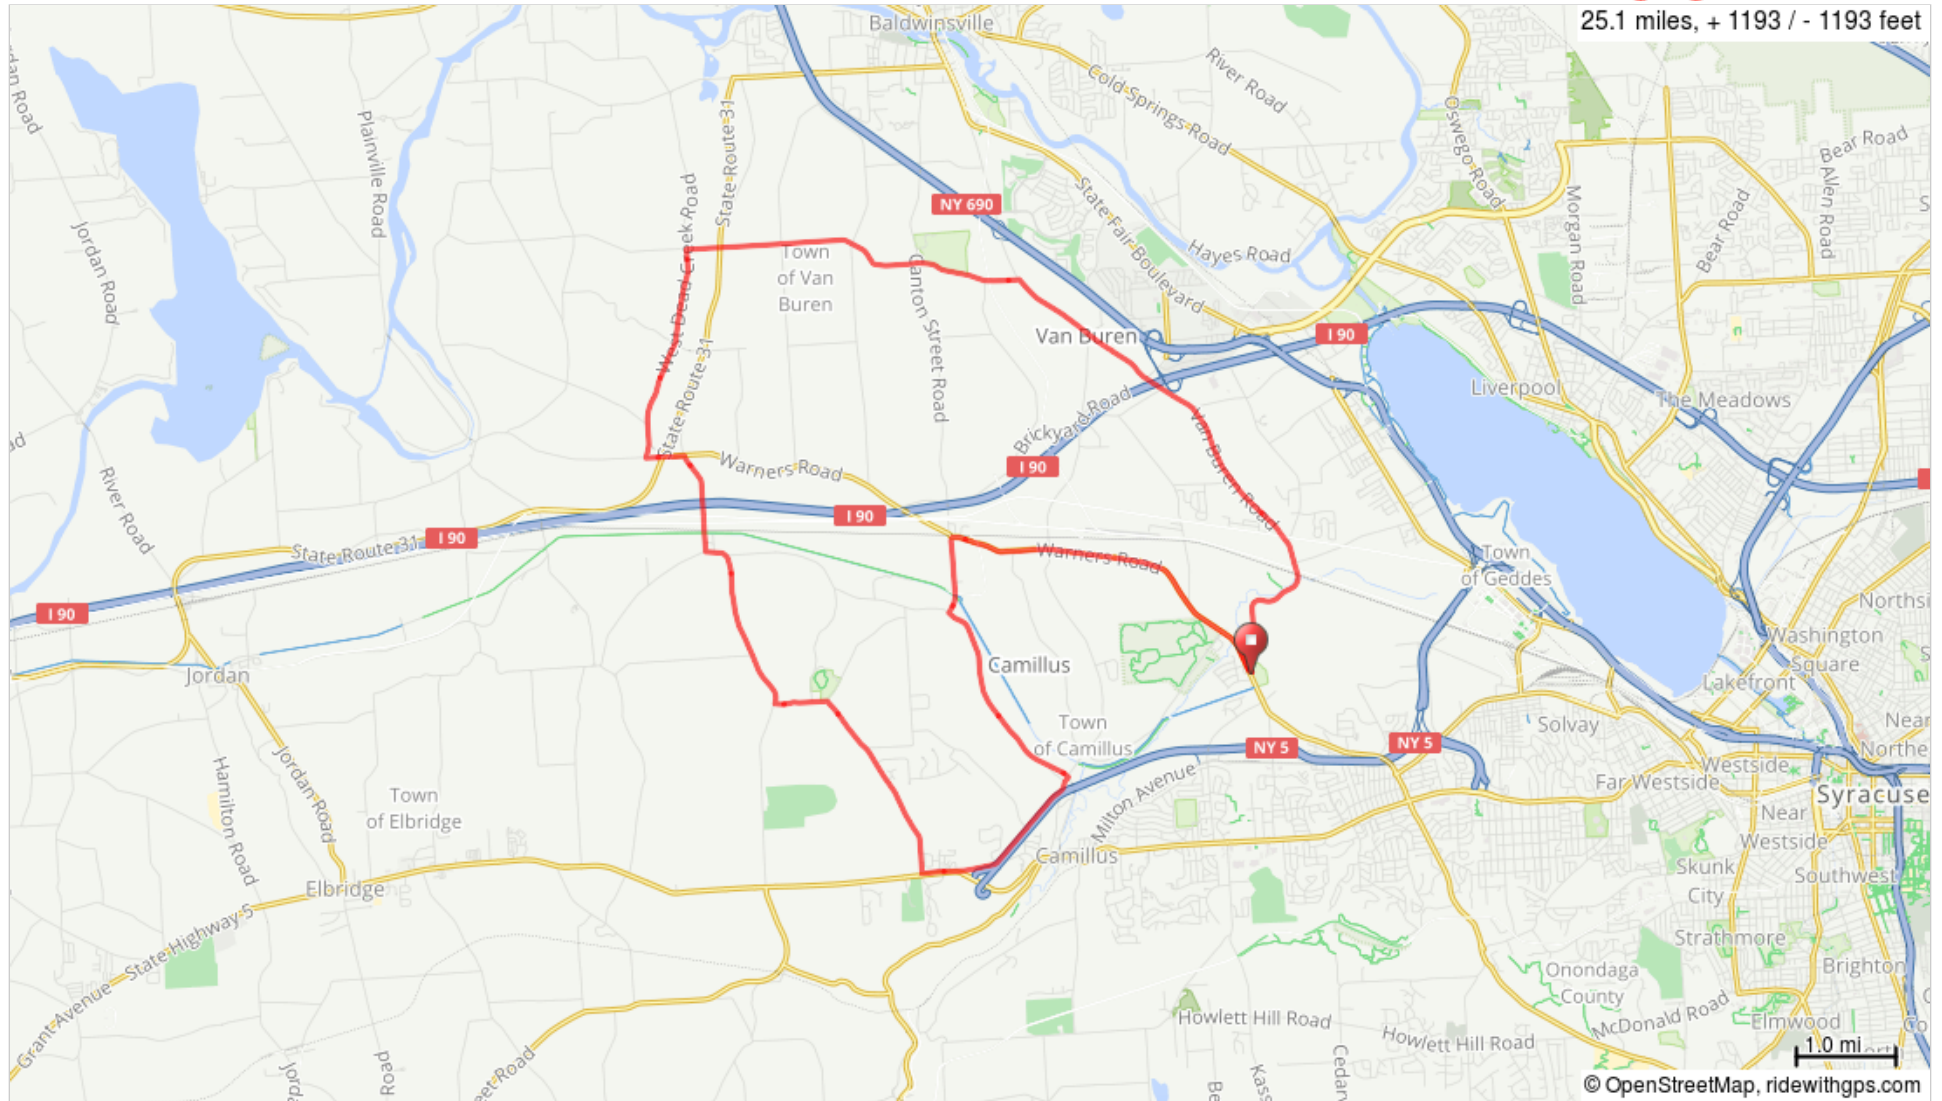 25.1 miles, + 1193 / - 1193 feet
Baldwinsville
River Road
Cold Springs Road
Oswego Road
Bear Road
Allen Road
Bear Road
Morgan Road
Plainville Road
Jordan Road
State Route 31
NY 690
State Fair Boulevard
Hayes Road
West Dead Creek Road
Town
of Van
Buren
Canton Street Road
Van Buren
I 90
Liverpool
The Meadows
State Route 31
Brickyard Road
Van Buren Road
Warners Road
I 90
River Road
I 90
I 90
State Route 31
Warners Road
Town
of Geddes
I 90
Washington
Square
Lakefront
Jordan
Camillus
Town
of Camillus
Solvay
NY 5
NY 5
Westside
Far Westside
Syracuse
Near
Westside
Hamilton Road
Jordan Road
Town
of Elbridge
Milton Avenue
Camillus
Elbridge
Skunk
City
Southwest
State Highway 5
Strathmore
Brighton
Onondaga
County
Grant Avenue
Howlett Hill Road
Howlett Hill Road
McDonald Road
Elmwood
1.0 mi
Road
© OpenStreetMap, ridewithgps.com